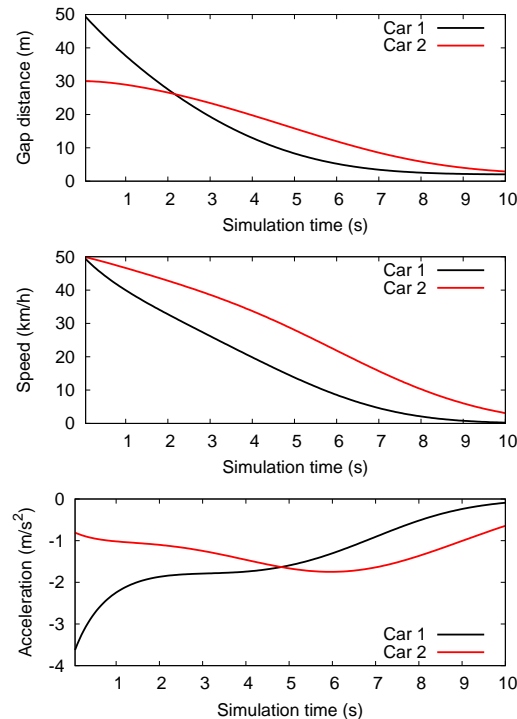 Gap distance (m)
50
40
30
20
10
0
Car 1
Car 2
1 2 3 4 5 6 7 8 9 10
Simulation time (s)
Speed (km/h)
50
40
30
20
10
0
Car 1
Car 2
1 2 3 4 5 6 7 8 9 10
Simulation time (s)
Acceleration (m/s²)
0
-1
-2
-3
-4
Car 1
Car 2
1 2 3 4 5 6 7 8 9 10
Simulation time (s)